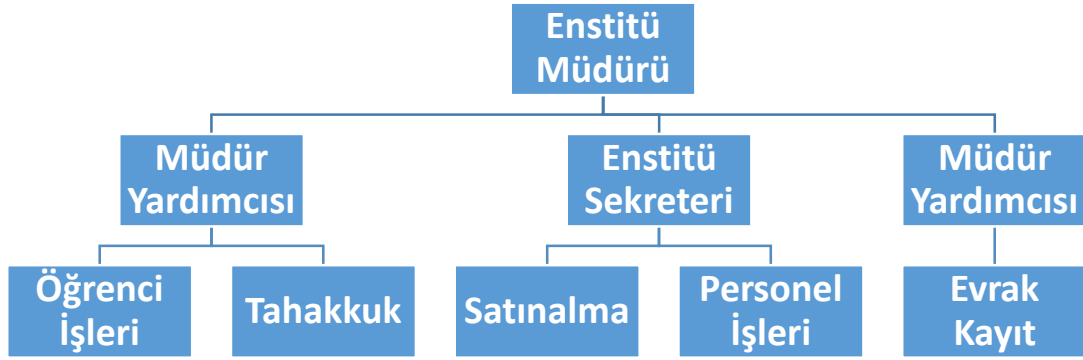 Enstitü
Müdürü
Müdür
Yardımcısı
Enstitü
Sekreteri
Müdür
Yardımcısı
Öğrenci
İşleri
Tahakkuk
Satınalma
Personel
İşleri
Evrak
Kayıt